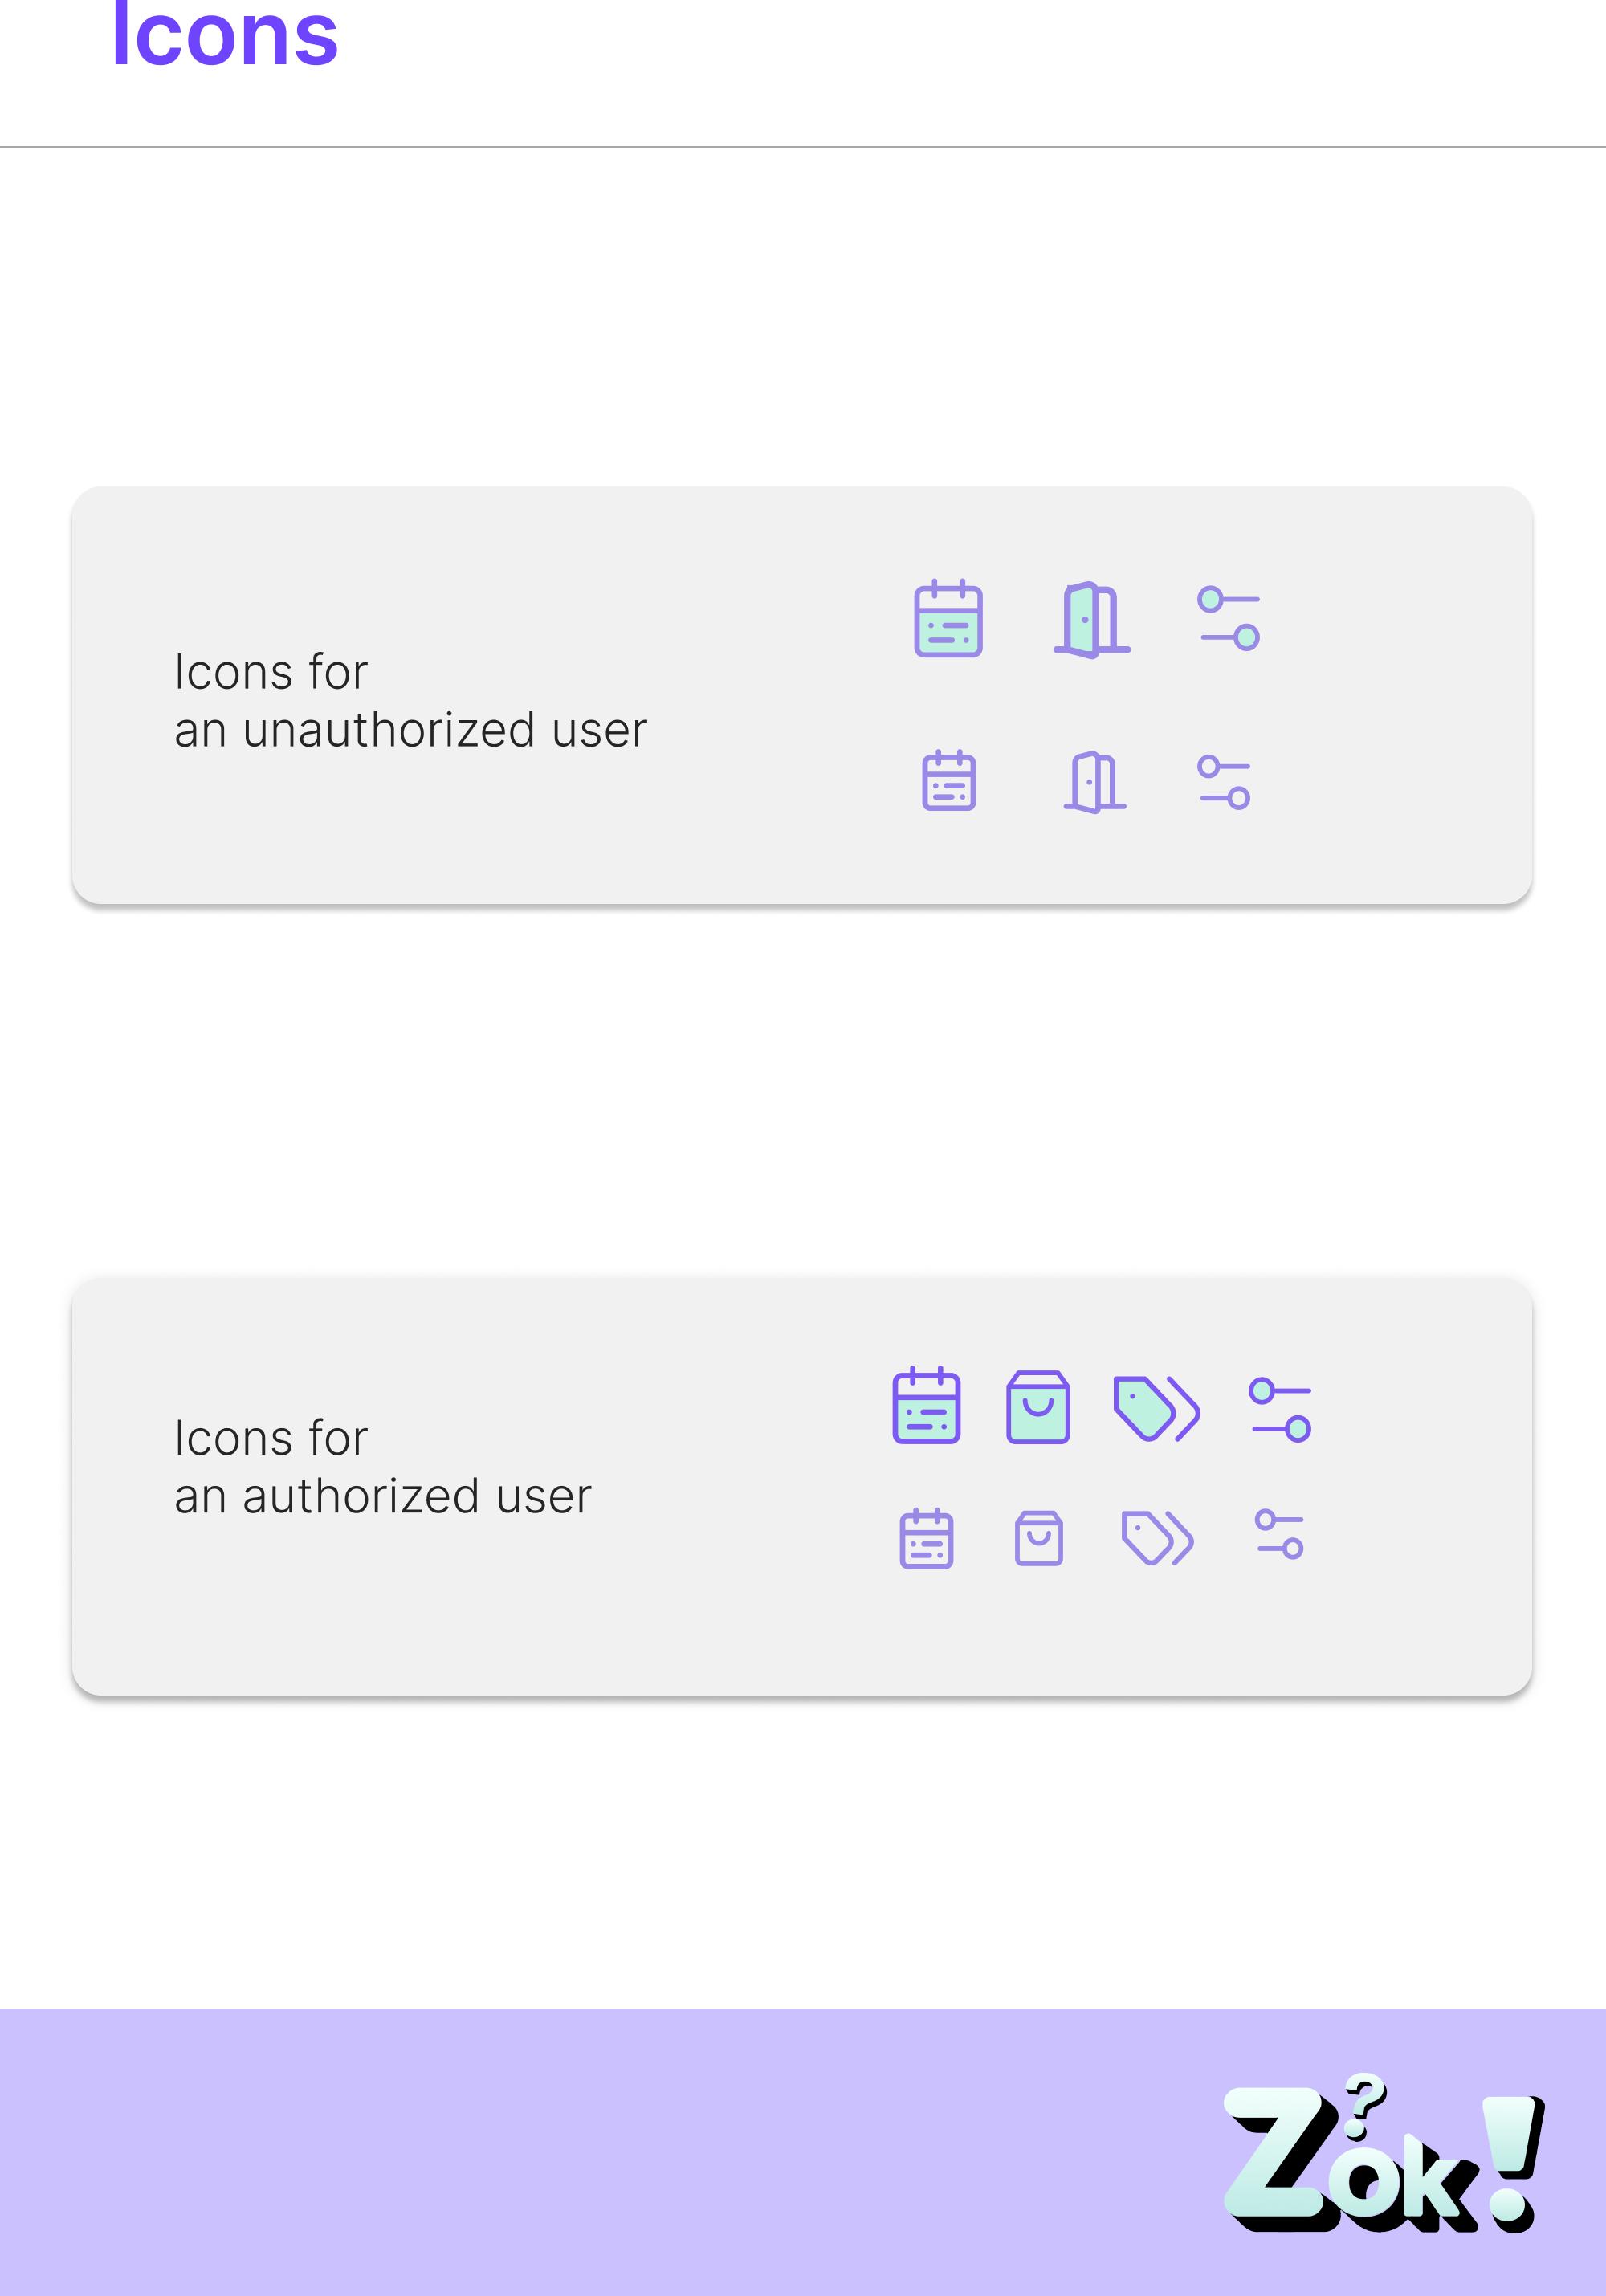 Icons
Icons for
an unauthorized user
Icons for
an authorized user
Zok?!